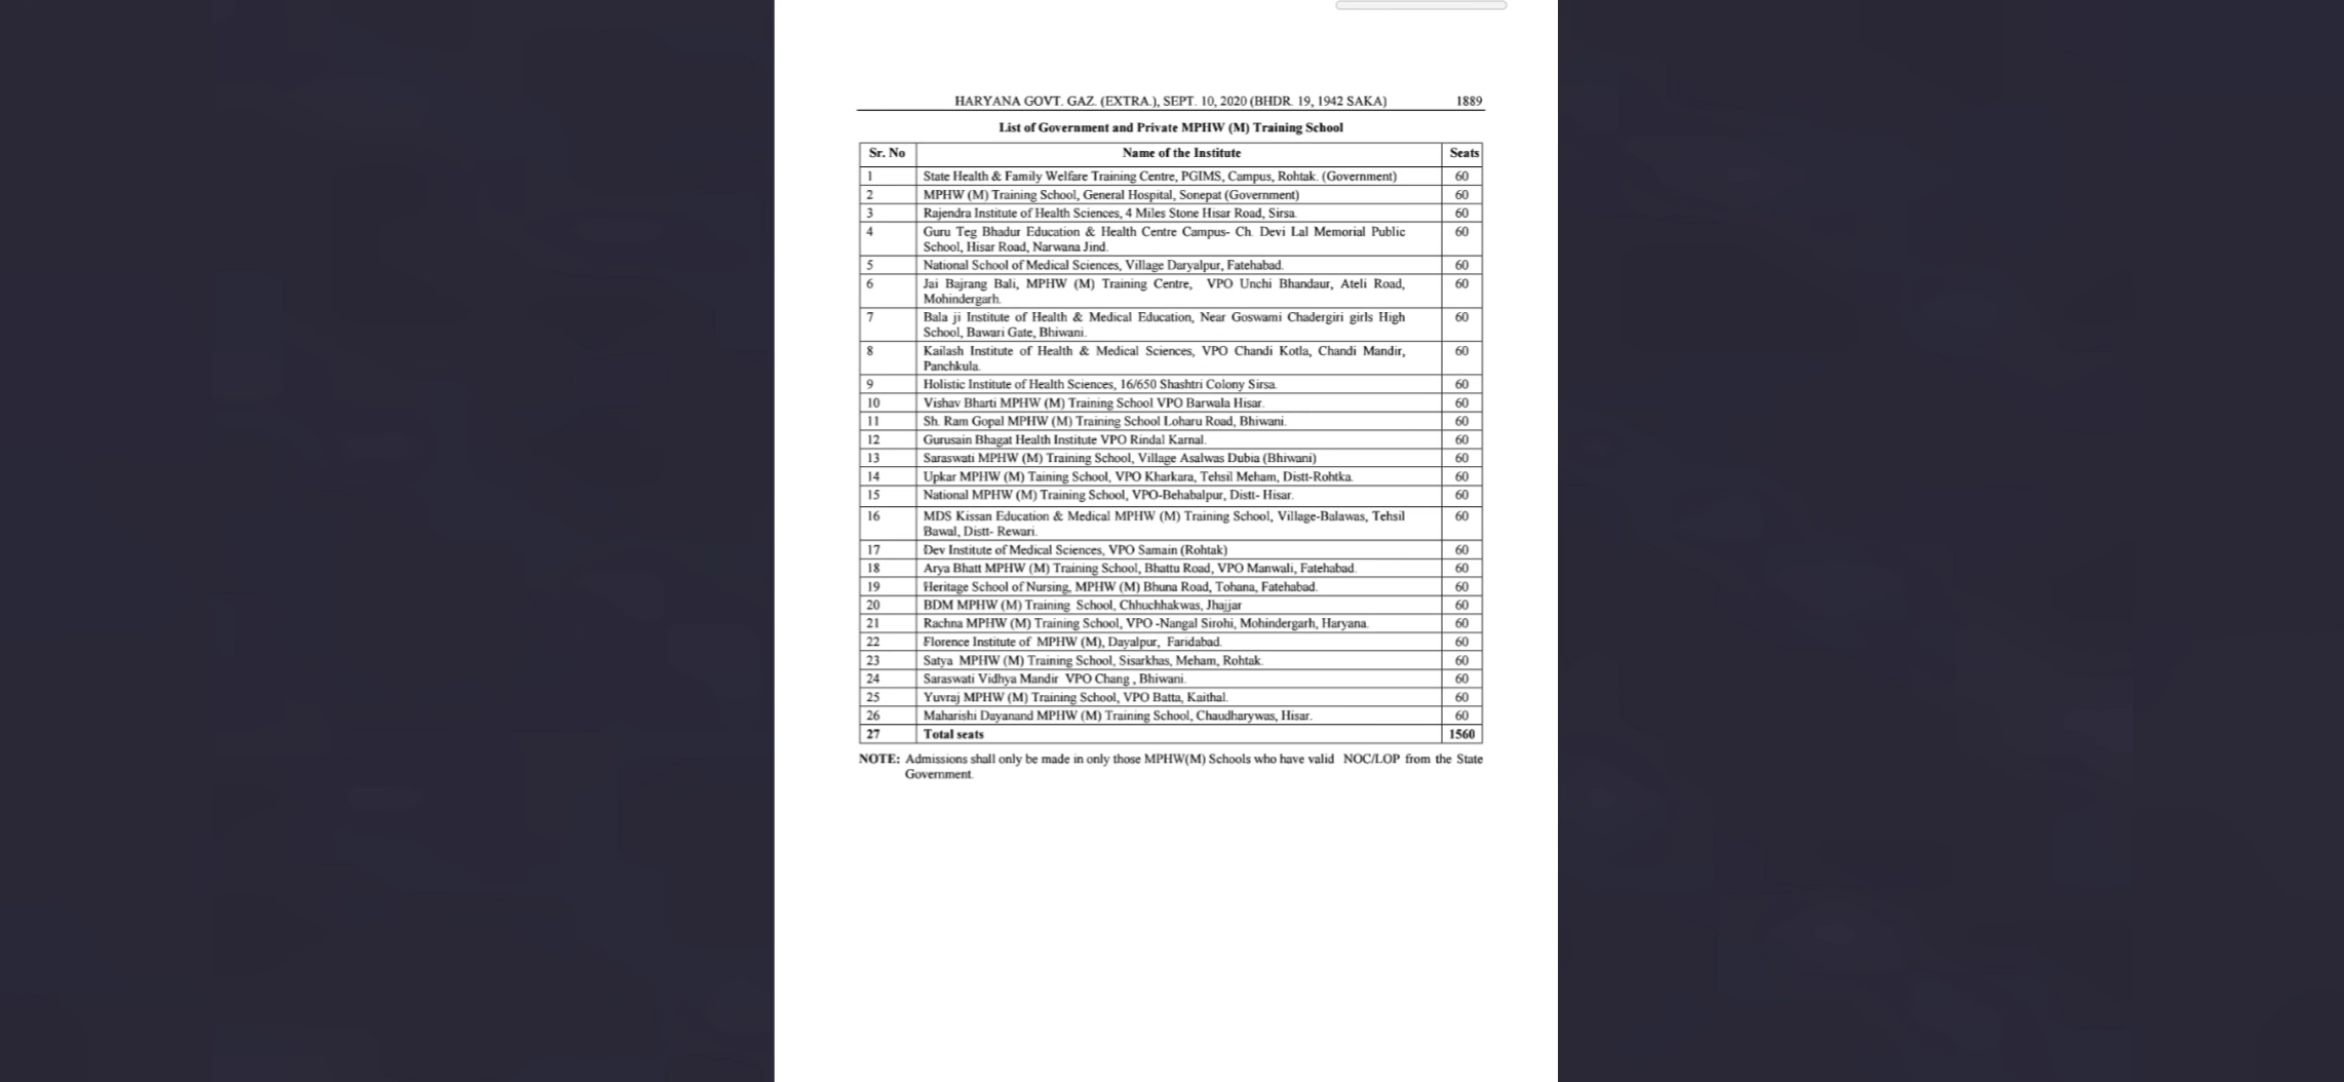 HARYANA GOVT. GAZ. (EXTRA.), SEPT. 10, 2020 (BHDR. 19, 1942 SAKA) 1889
List of Government and Private MPHW (M) Training School
Sr. No Name of the Institute Seats
1 State Health & Family Welfare Training Centre, PGIMS, Campus, Rohtak. (Government) 60
2 MPHW (M) Training School, General Hospital, Sonepat (Government) 60
3 Rajendra Institute of Health Sciences, 4 Miles Stone Hisar Road, Sirsa. 60
4 Guru Teg Bhadur Education & Health Centre Campus- Ch. Devi Lal Memorial Public 60
School, Hisar Road, Narwana Jind.
5 National School of Medical Sciences, Village Daryalpur, Fatehabad. 60
6 Jai Bajrang Bali, MPHW (M) Training Centre, VPO Unchi Bhandaur, Ateli Road, 60
Mohindergarh.
7 Bala ji Institute of Health & Medical Education, Near Goswami Chadergiri girls High 60
School, Bawari Gate, Bhiwani.
8 Kailash Institute of Health & Medical Sciences, VPO Chandi Kotla, Chandi Mandir, 60
Panchkula.
9 Holistic Institute of Health Sciences, 16/650 Shashtri Colony Sirsa. 60
10 Vishav Bharti MPHW (M) Training School VPO Barwala Hisar. 60
11 Sh. Ram Gopal MPHW (M) Training School Loharu Road, Bhiwani. 60
12 Gurusain Bhagat Health Institute VPO Rindal Karnal. 60
13 Saraswati MPHW (M) Training School, Village Asalwas Dubia (Bhiwani) 60
14 Upkar MPHW (M) Taining School, VPO Kharkara, Tehsil Meham, Distt-Rohtka. 60
15 National MPHW (M) Training School, VPO-Behabalpur, Distt- Hisar. 60
16 MDS Kissan Education & Medical MPHW (M) Training School, Village-Balawas, Tehsil 60
Bawal, Distt- Rewari.
17 Dev Institute of Medical Sciences, VPO Samain (Rohtak) 60
18 Arya Bhatt MPHW (M) Training School, Bhattu Road, VPO Manwali, Fatehabad. 60
19 Heritage School of Nursing, MPHW (M) Bhuna Road, Tohana, Fatehabad. 60
20 BDM MPHW (M) Training School, Chhuchhakwas, Jhajjar 60
21 Rachna MPHW (M) Training School, VPO -Nangal Sirohi, Mohindergarh, Haryana. 60
22 Florence Institute of MPHW (M), Dayalpur, Faridabad. 60
23 Satya MPHW (M) Training School, Sisarkhas, Meham, Rohtak. 60
24 Saraswati Vidhya Mandir VPO Chang , Bhiwani. 60
25 Yuvraj MPHW (M) Training School, VPO Batta, Kaithal. 60
26 Maharishi Dayanand MPHW (M) Training School, Chaudharywas, Hisar. 60
27 Total seats 1560
NOTE: Admissions shall only be made in only those MPHW(M) Schools who have valid NOC/LOP from the State
Government.